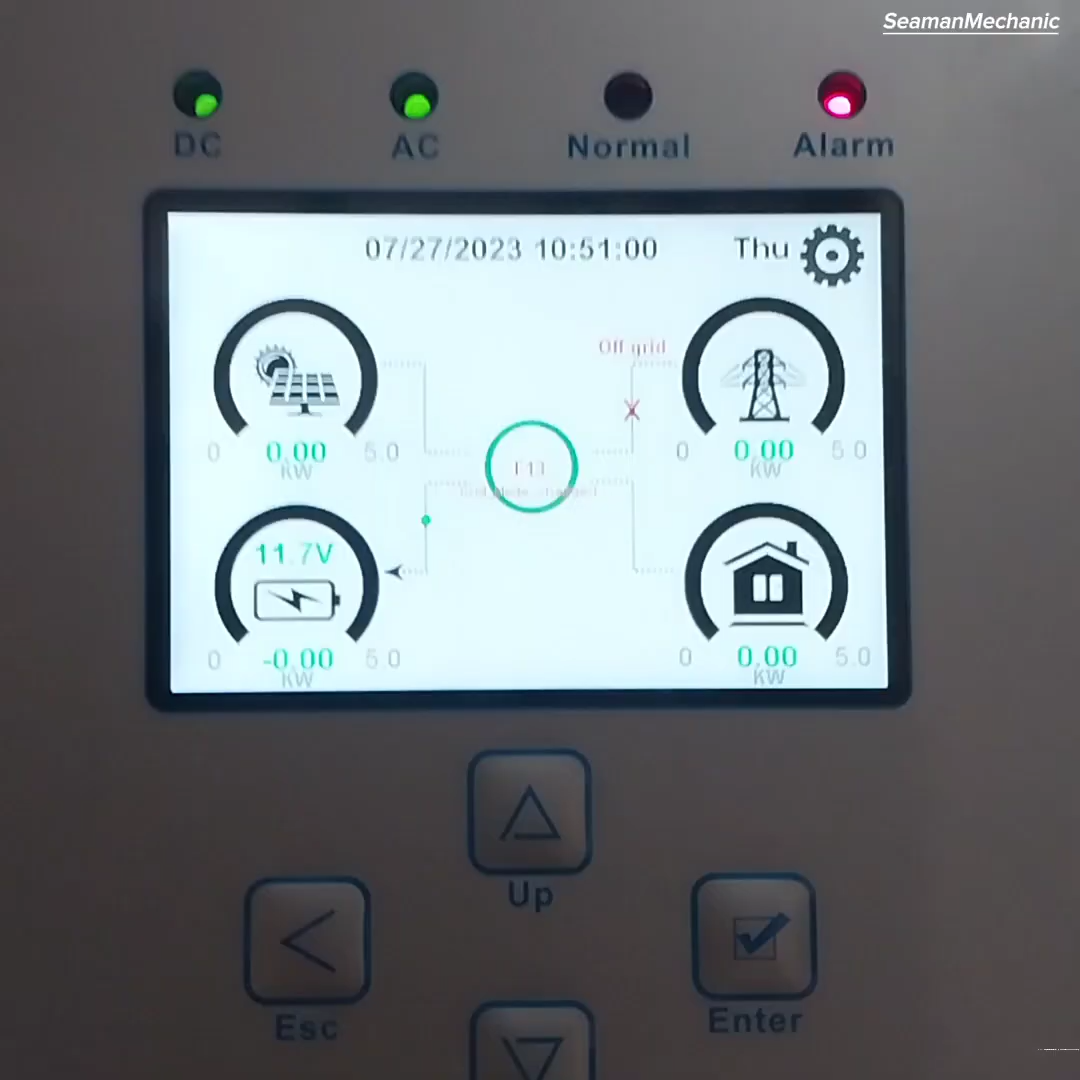 SeamanMechanic
DC AC Normal Alarm
07/27/2023 10:51:00 Thu
Off grid
0 0.00 5.0
KW
0 0.00 5.0
KW
F13
Grid_Mode_changed
11.7V
0 -0.00 5.0
KW
0 0.00 5.0
KW
Up
Esc
Enter